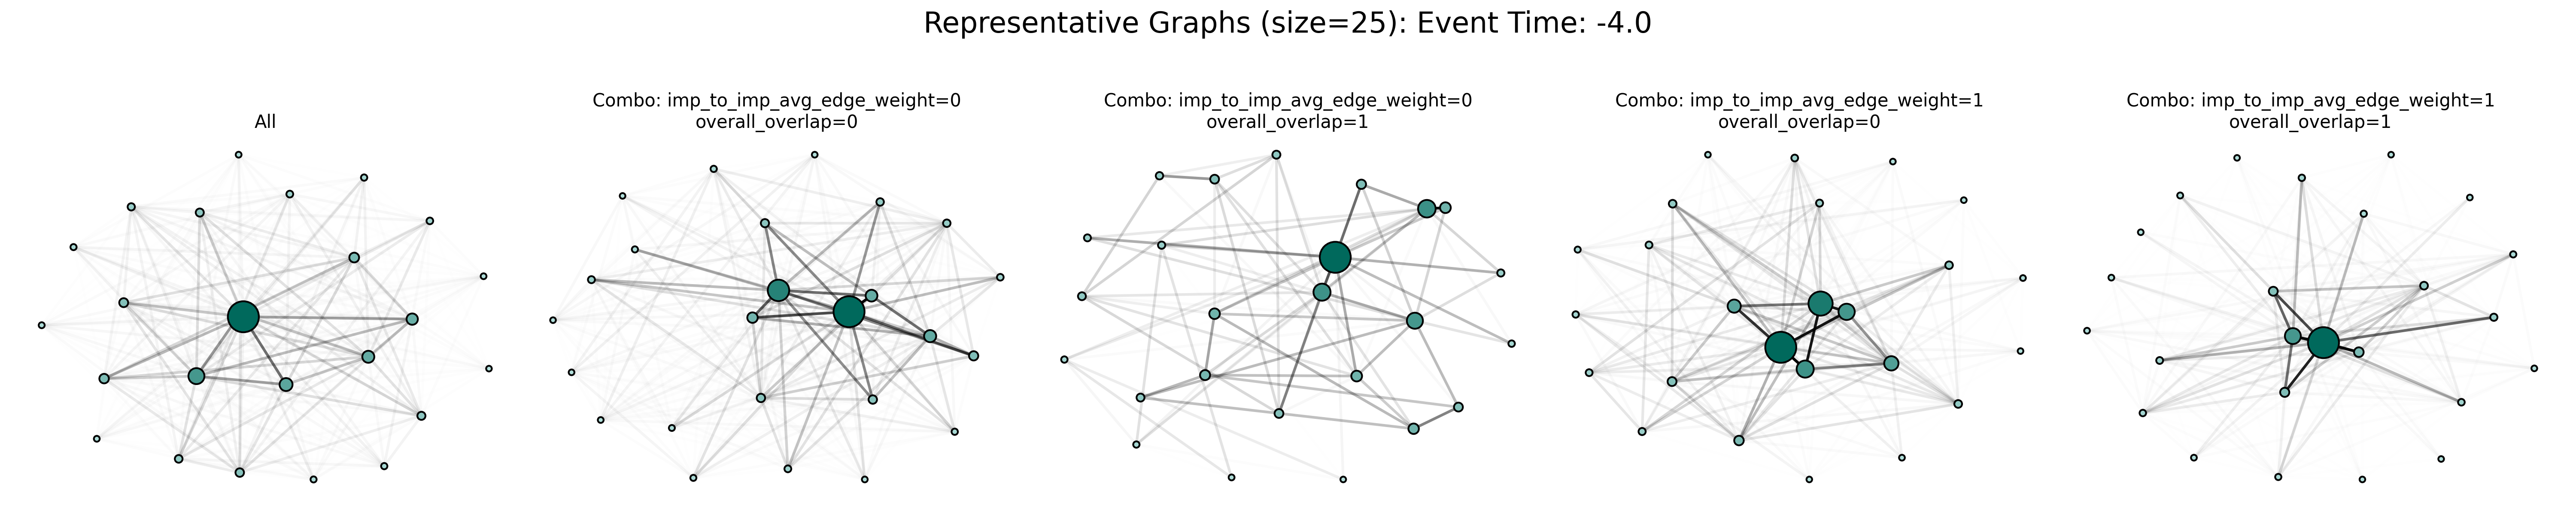 Representative Graphs (size=25): Event Time: -4.0
All
Combo: imp_to_imp_avg_edge_weight=0
overall_overlap=0
Combo: imp_to_imp_avg_edge_weight=0
overall_overlap=1
Combo: imp_to_imp_avg_edge_weight=1
overall_overlap=0
Combo: imp_to_imp_avg_edge_weight=1
overall_overlap=1